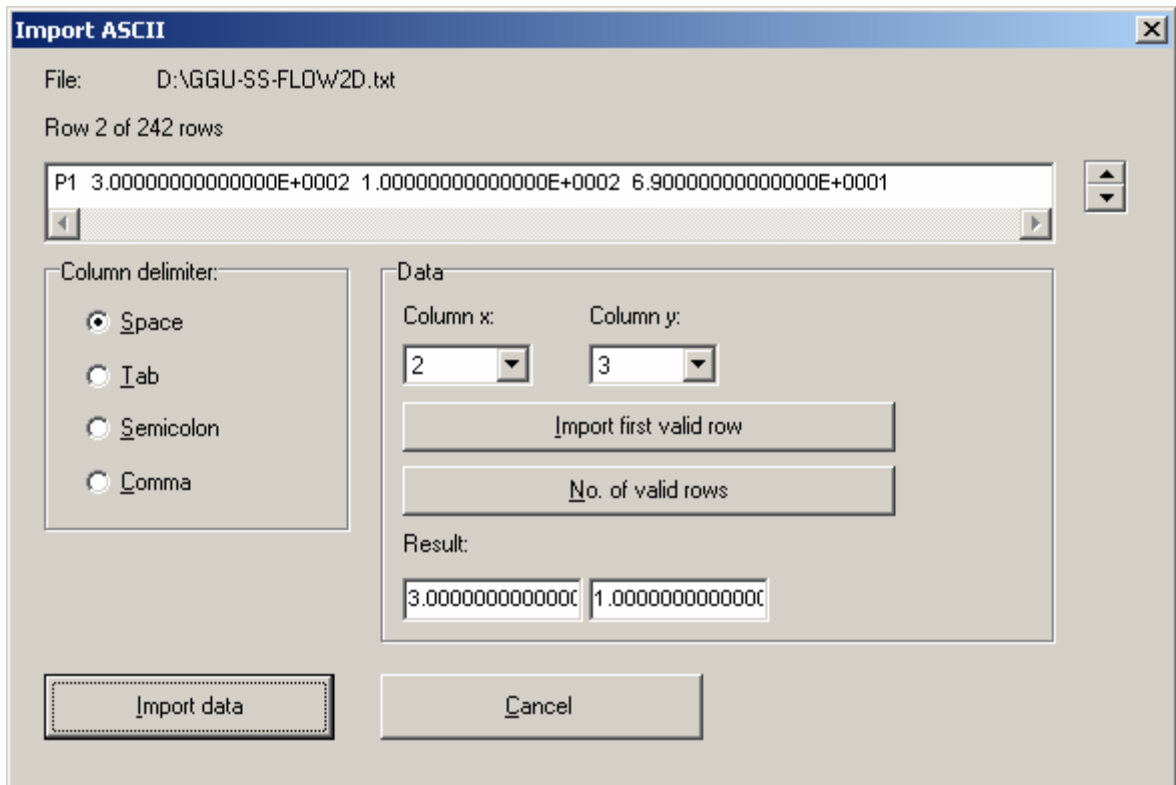 Import ASCII
File: D:\GGU-SS-FLOW2D.txt
Row 2 of 242 rows
P1 3.00000000000000E+0002 1.00000000000000E+0002 6.90000000000000E+0001
Column delimiter:
Space
Tab
Semicolon
Comma
Data
Column x: Column y:
2 3
Import first valid row
No. of valid rows
Result:
3.0000000000000 1.0000000000000
Import data Cancel